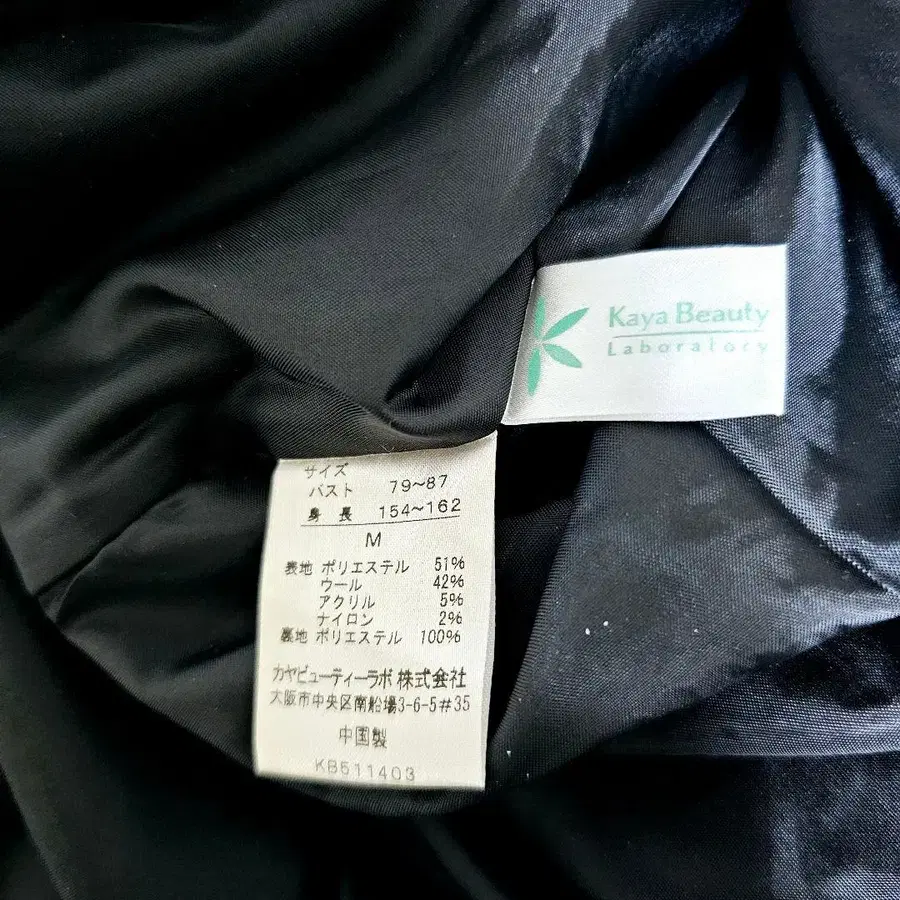 Kaya Beauty
Laboratory
サイズ
バスト 79~87
身長 154~162
M
表地 ポリエステル 51%
ウール 42%
アクリル 5%
ナイロン 2%
裏地 ポリエステル 100%
カヤビューティーラボ株式会社
大阪市中央区南船場3-6-5#35
中国製
KB511403